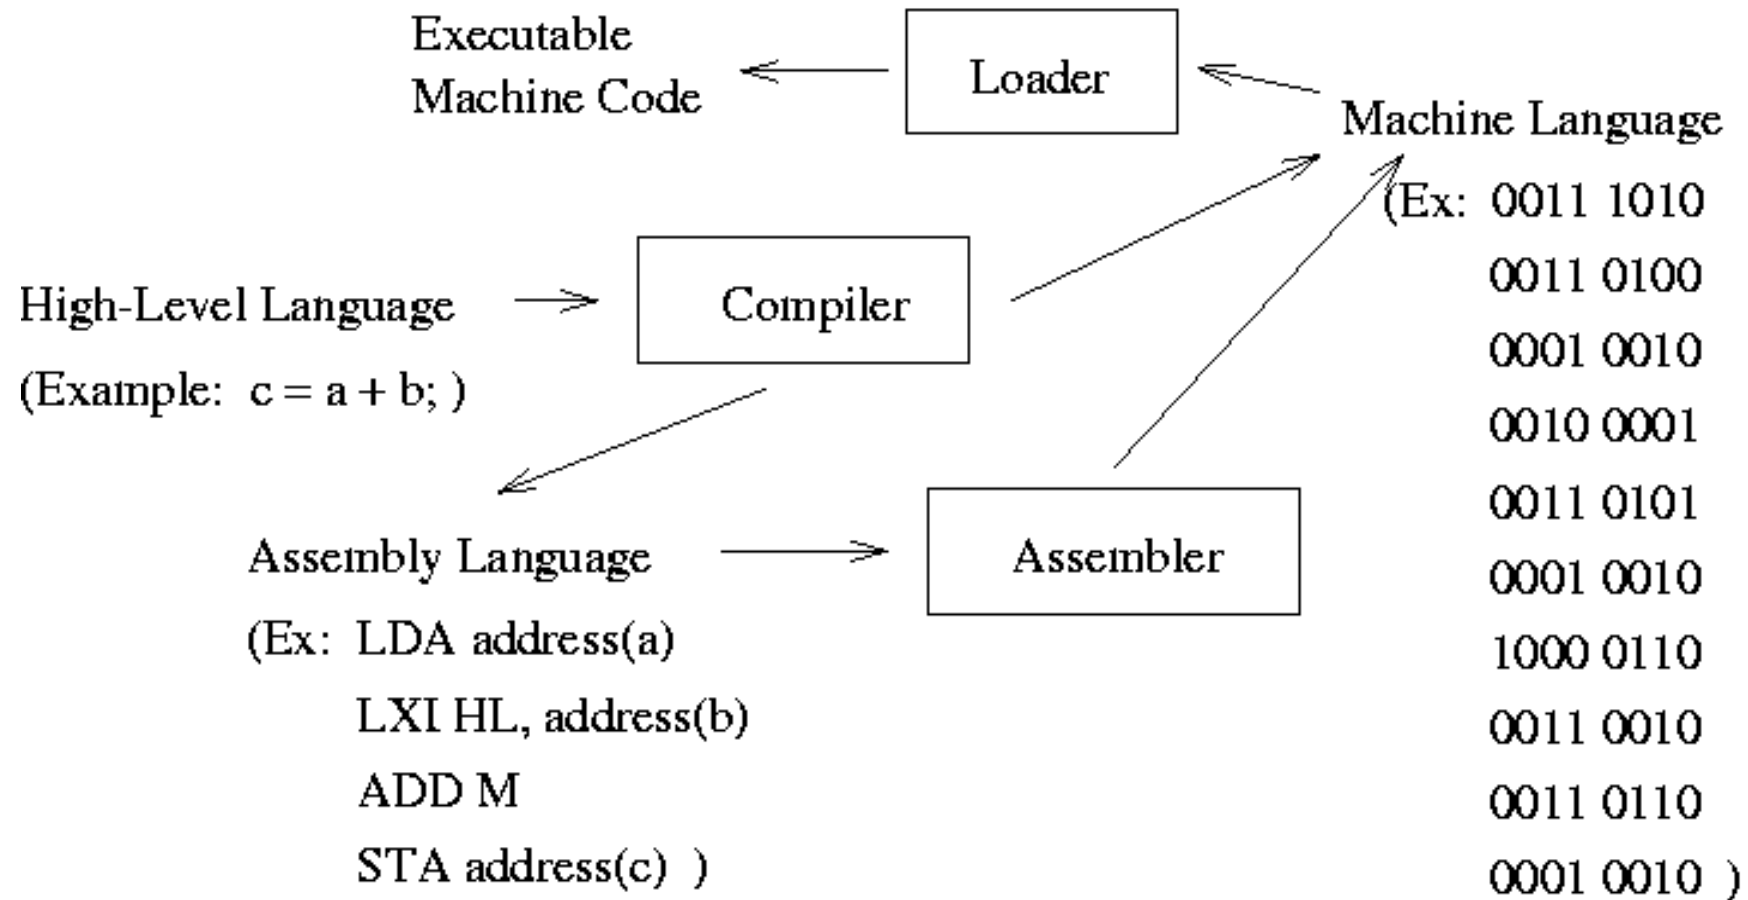 Executable
Machine Code
Loader
Machine Language
(Ex: 0011 1010
0011 0100
0001 0010
0010 0001
0011 0101
0001 0010
1000 0110
0011 0010
0011 0110
0001 0010 )
High-Level Language
(Example: c = a + b; )
Compiler
Assembly Language
(Ex: LDA address(a)
LXI HL, address(b)
ADD M
STA address(c) )
Assembler